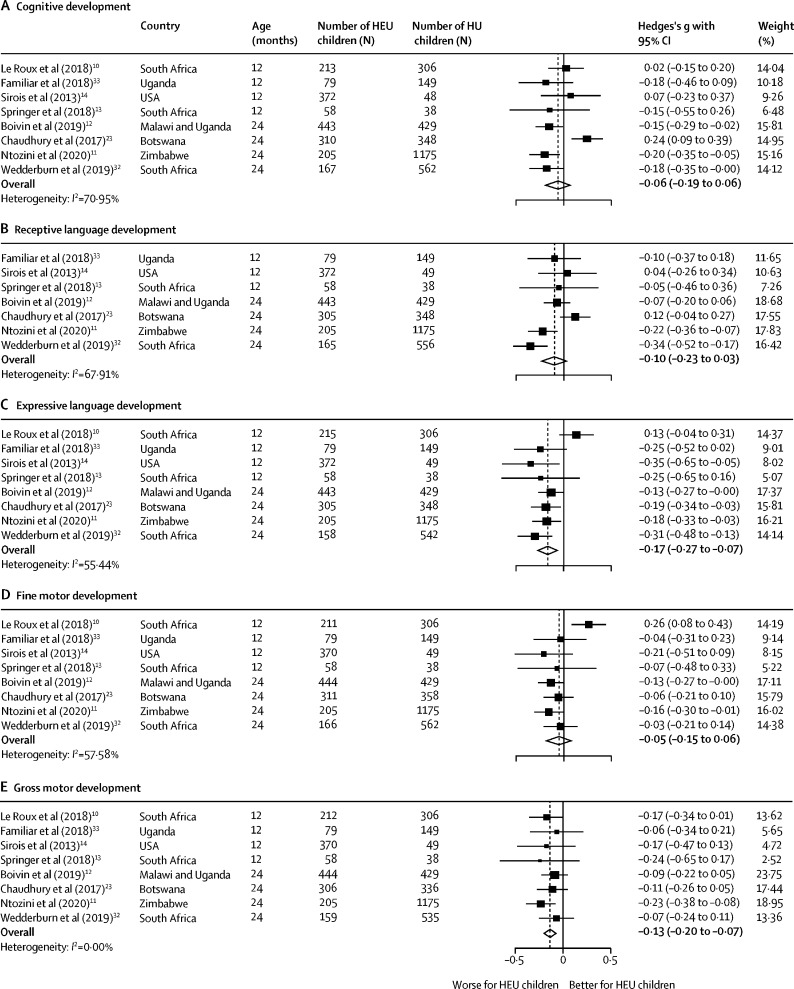 A Cognitive development
Country Age (months) Number of HEU children (N) Number of HU children (N) Hedges's g with 95% CI Weight (%)
Le Roux et al (2018)¹⁰ South Africa 12 213 306 0·02 (−0·15 to 0·20) 14·04
Familiar et al (2018)³³ Uganda 12 79 149 −0·18 (−0·46 to 0·09) 10·18
Sirois et al (2013)¹⁴ USA 12 372 48 0·07 (−0·23 to 0·37) 9·26
Springer et al (2018)¹³ South Africa 12 58 38 −0·15 (−0·55 to 0·26) 6·48
Boivin et al (2019)¹² Malawi and Uganda 24 443 429 −0·15 (−0·29 to −0·02) 15·81
Chaudhury et al (2017)²³ Botswana 24 310 348 0·24 (0·09 to 0·39) 14·95
Ntozini et al (2020)¹¹ Zimbabwe 24 205 1175 −0·20 (−0·35 to −0·05) 15·16
Wedderburn et al (2019)³² South Africa 24 167 562 −0·18 (−0·35 to −0·00) 14·12
Overall −0·06 (−0·19 to 0·06)
Heterogeneity: I²=70·95%
B Receptive language development
Familiar et al (2018)³³ Uganda 12 79 149 −0·10 (−0·37 to 0·18) 11·65
Sirois et al (2013)¹⁴ USA 12 372 49 0·04 (−0·26 to 0·34) 10·63
Springer et al (2018)¹³ South Africa 12 58 38 −0·05 (−0·46 to 0·36) 7·26
Boivin et al (2019)¹² Malawi and Uganda 24 443 429 −0·07 (−0·20 to 0·06) 18·68
Chaudhury et al (2017)²³ Botswana 24 305 348 0·12 (−0·04 to 0·27) 17·55
Ntozini et al (2020)¹¹ Zimbabwe 24 205 1175 −0·22 (−0·36 to −0·07) 17·83
Wedderburn et al (2019)³² South Africa 24 165 556 −0·34 (−0·52 to −0·17) 16·42
Overall −0·10 (−0·23 to 0·03)
Heterogeneity: I²=67·91%
C Expressive language development
Le Roux et al (2018)¹⁰ South Africa 12 215 306 0·13 (−0·04 to 0·31) 14·37
Familiar et al (2018)³³ Uganda 12 79 149 −0·25 (−0·52 to 0·02) 9·01
Sirois et al (2013)¹⁴ USA 12 372 49 −0·35 (−0·65 to −0·05) 8·02
Springer et al (2018)¹³ South Africa 12 58 38 −0·25 (−0·65 to 0·16) 5·07
Boivin et al (2019)¹² Malawi and Uganda 24 443 429 −0·13 (−0·27 to −0·00) 17·37
Chaudhury et al (2017)²³ Botswana 24 305 348 −0·19 (−0·34 to −0·03) 15·81
Ntozini et al (2020)¹¹ Zimbabwe 24 205 1175 −0·18 (−0·33 to −0·03) 16·21
Wedderburn et al (2019)³² South Africa 24 158 542 −0·31 (−0·48 to −0·13) 14·14
Overall −0·17 (−0·27 to −0·07)
Heterogeneity: I²=55·44%
D Fine motor development
Le Roux et al (2018)¹⁰ South Africa 12 211 306 0·26 (0·08 to 0·43) 14·19
Familiar et al (2018)³³ Uganda 12 79 149 −0·04 (−0·31 to 0·23) 9·14
Sirois et al (2013)¹⁴ USA 12 370 49 −0·21 (−0·51 to 0·09) 8·15
Springer et al (2018)¹³ South Africa 12 58 38 −0·07 (−0·48 to 0·33) 5·22
Boivin et al (2019)¹² Malawi and Uganda 24 444 429 −0·13 (−0·27 to −0·00) 17·11
Chaudhury et al (2017)²³ Botswana 24 311 358 −0·06 (−0·21 to 0·10) 15·79
Ntozini et al (2020)¹¹ Zimbabwe 24 205 1175 −0·16 (−0·30 to −0·01) 16·02
Wedderburn et al (2019)³² South Africa 24 166 562 −0·03 (−0·21 to 0·14) 14·38
Overall −0·05 (−0·15 to 0·06)
Heterogeneity: I²=57·58%
E Gross motor development
Le Roux et al (2018)¹⁰ South Africa 12 212 306 −0·17 (−0·34 to 0·01) 13·62
Familiar et al (2018)³³ Uganda 12 79 149 −0·06 (−0·34 to 0·21) 5·65
Sirois et al (2013)¹⁴ USA 12 370 49 −0·17 (−0·47 to 0·13) 4·72
Springer et al (2018)¹³ South Africa 12 58 38 −0·24 (−0·65 to 0·17) 2·52
Boivin et al (2019)¹² Malawi and Uganda 24 444 429 −0·09 (−0·22 to 0·05) 23·75
Chaudhury et al (2017)²³ Botswana 24 306 336 −0·11 (−0·26 to 0·05) 17·44
Ntozini et al (2020)¹¹ Zimbabwe 24 205 1175 −0·23 (−0·38 to −0·08) 18·95
Wedderburn et al (2019)³² South Africa 24 159 535 −0·07 (−0·24 to 0·11) 13·36
Overall −0·13 (−0·20 to −0·07)
Heterogeneity: I²=0·00%
−0·5 0 0·5
Worse for HEU children Better for HEU children